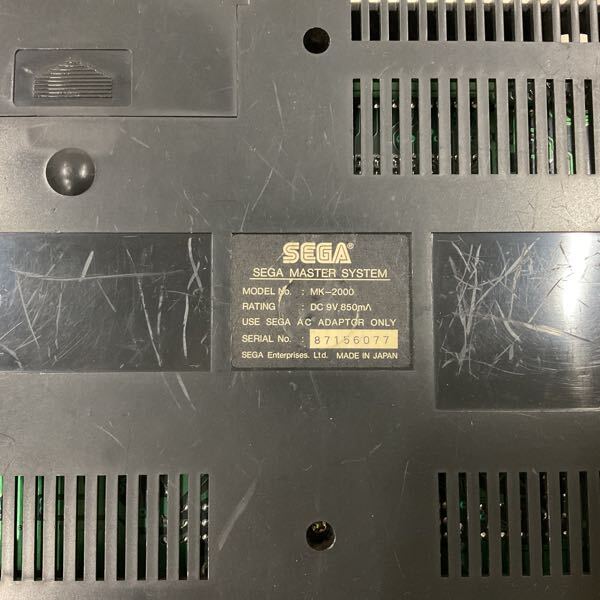 SEGA®
SEGA MASTER SYSTEM
MODEL No. : MK-2000
RATING : DC 9V 850mA
USE SEGA AC ADAPTOR ONLY
SERIAL No. : 87156077
SEGA Enterprises. Ltd. MADE IN JAPAN